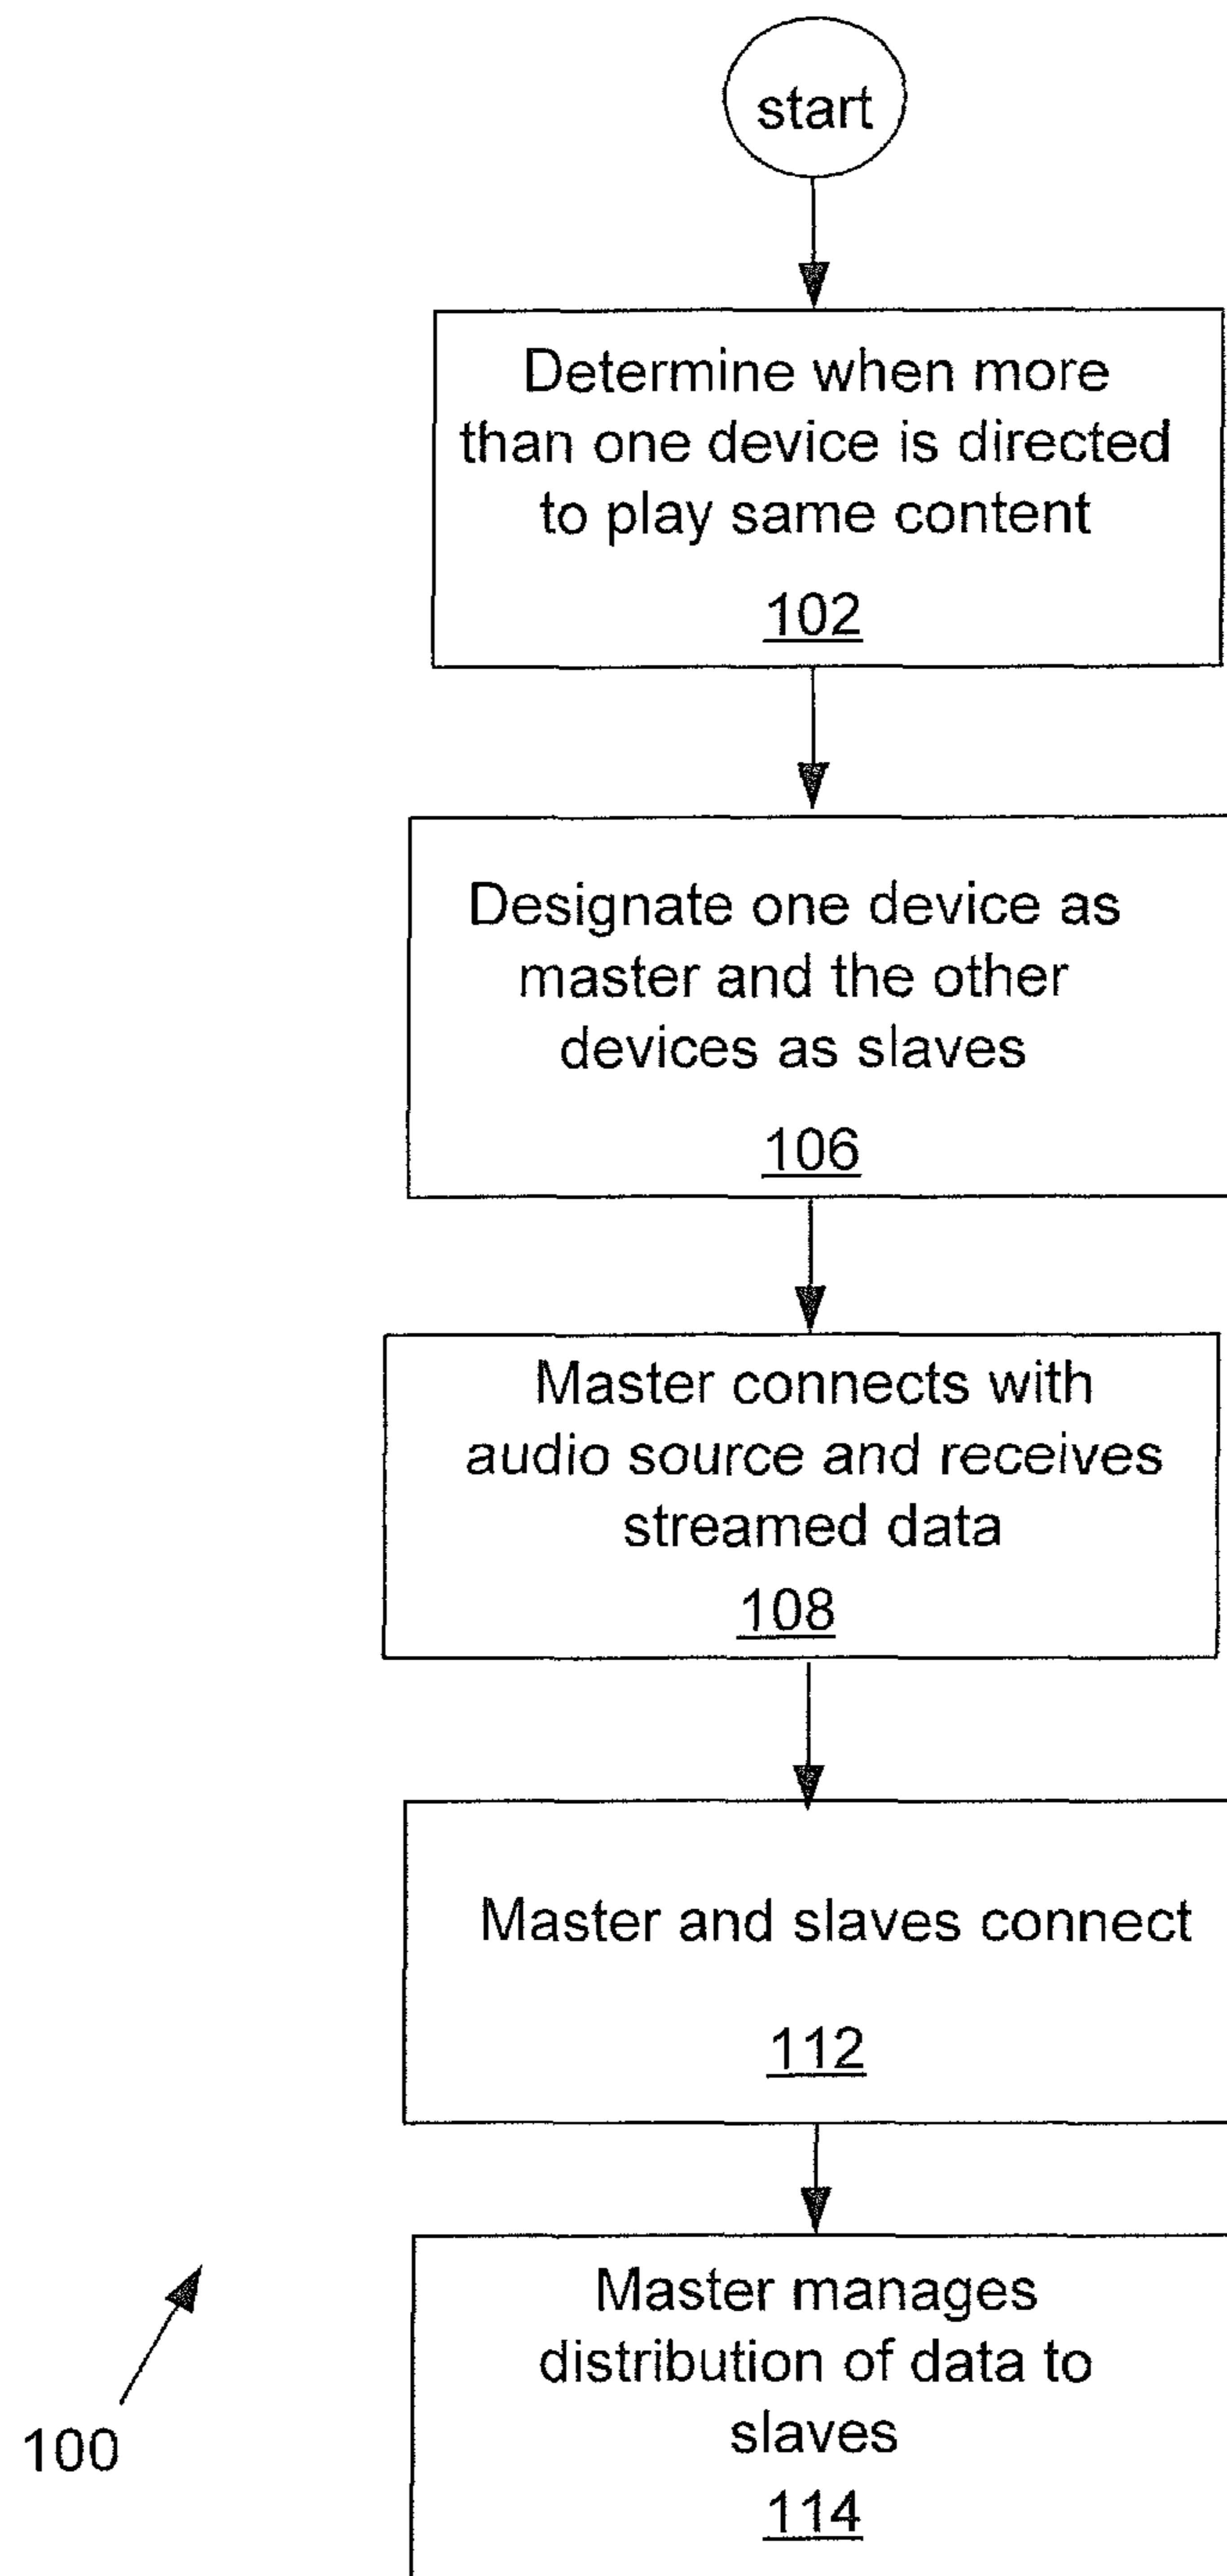 start
Determine when more
than one device is directed
to play same content
102
Designate one device as
master and the other
devices as slaves
106
Master connects with
audio source and receives
streamed data
108
Master and slaves connect
112
Master manages
distribution of data to
slaves
114
100